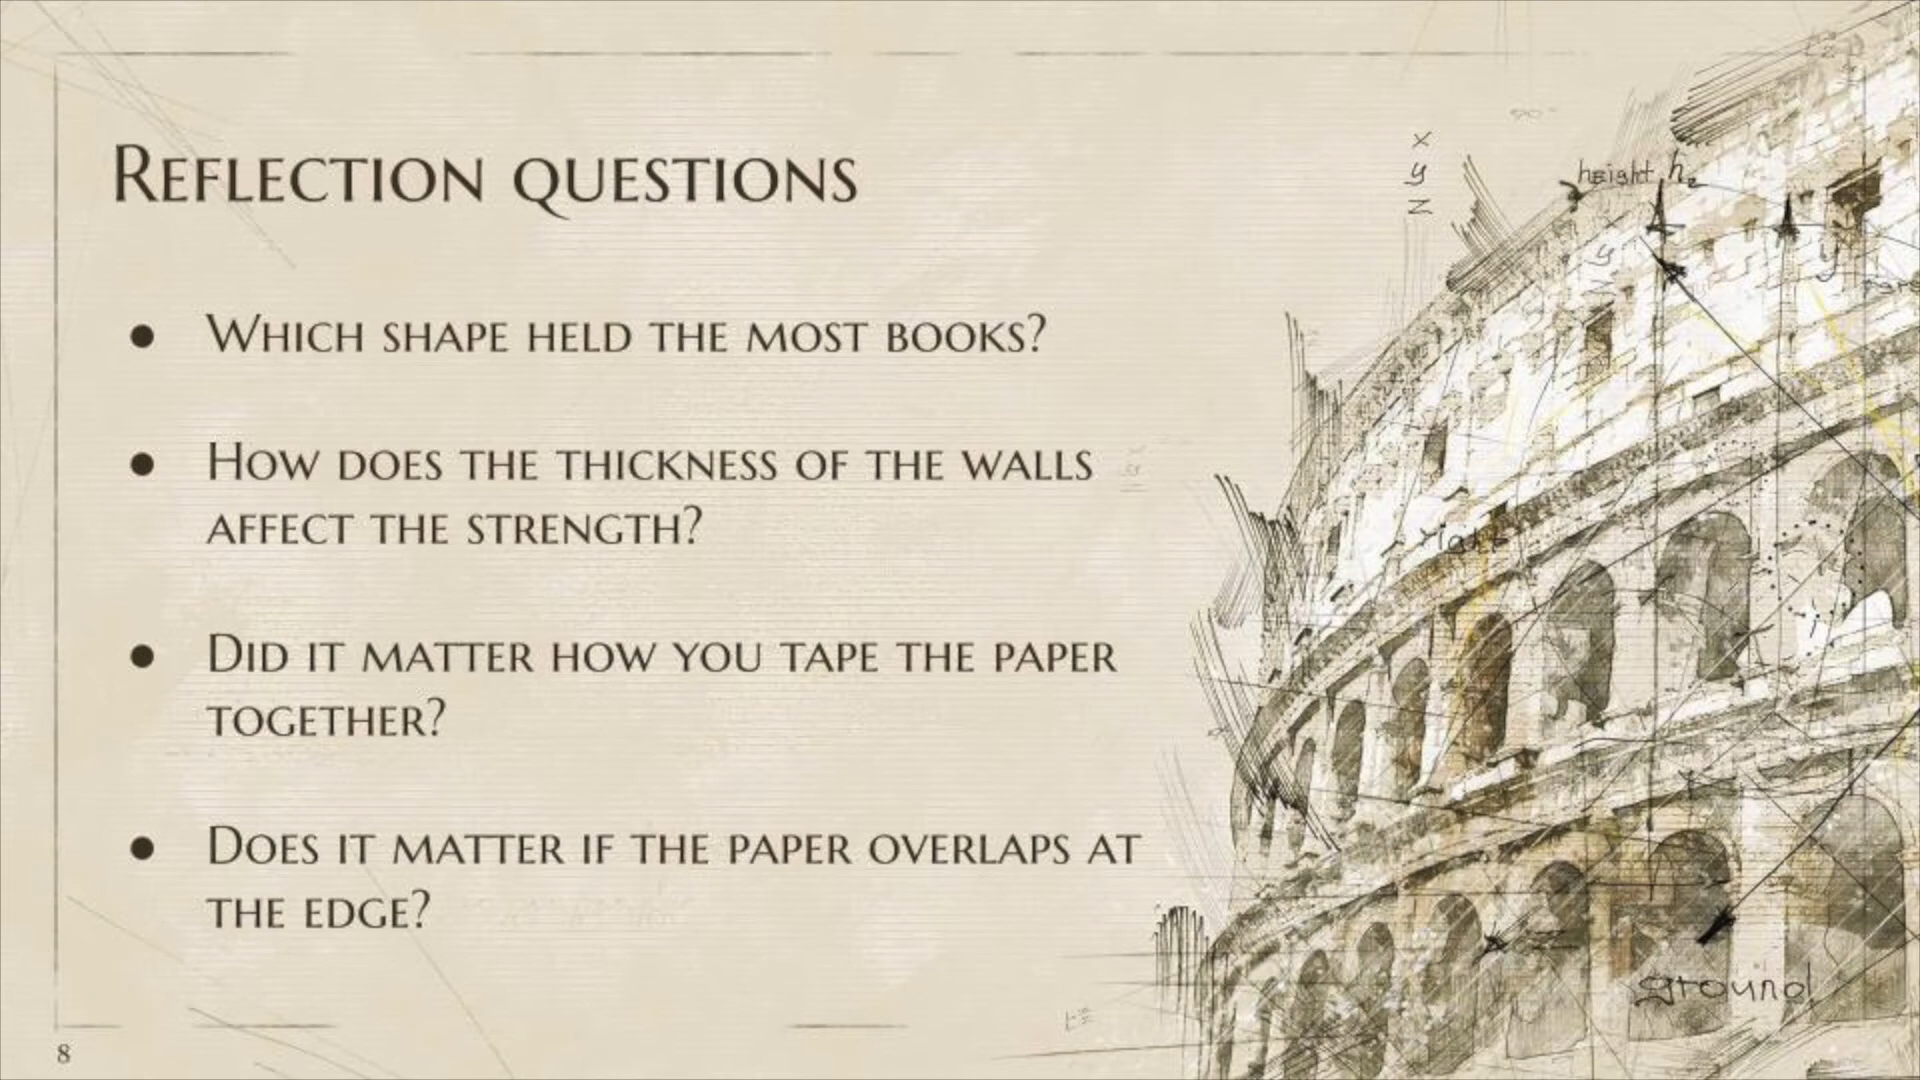 Reflection questions
● Which shape held the most books?
● How does the thickness of the walls
affect the strength?
● Did it matter how you tape the paper
together?
● Does it matter if the paper overlaps at
the edge?
8
x
y
z
height h₂
right
ground